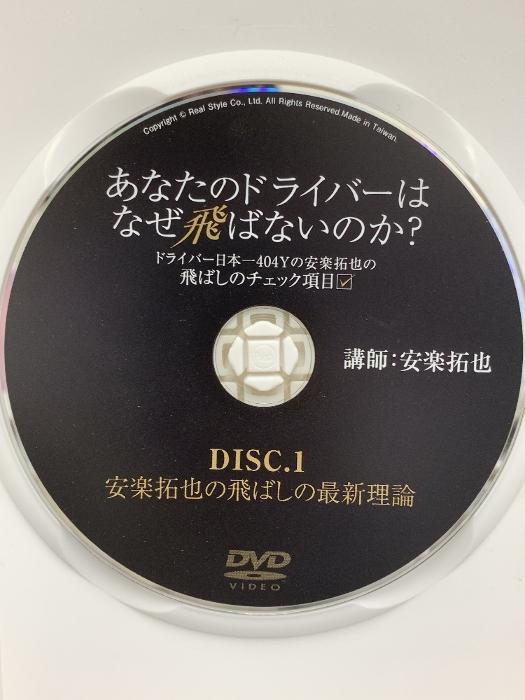 Copyright © Real Style Co., Ltd. All Rights Reserved.Made in Taiwan.
あなたのドライバーは
なぜ飛ばないのか?
ドライバー日本一404Yの安楽拓也の
飛ばしのチェック項目☑
講師:安楽拓也
DISC.1
安楽拓也の飛ばしの最新理論
DVD
VIDEO